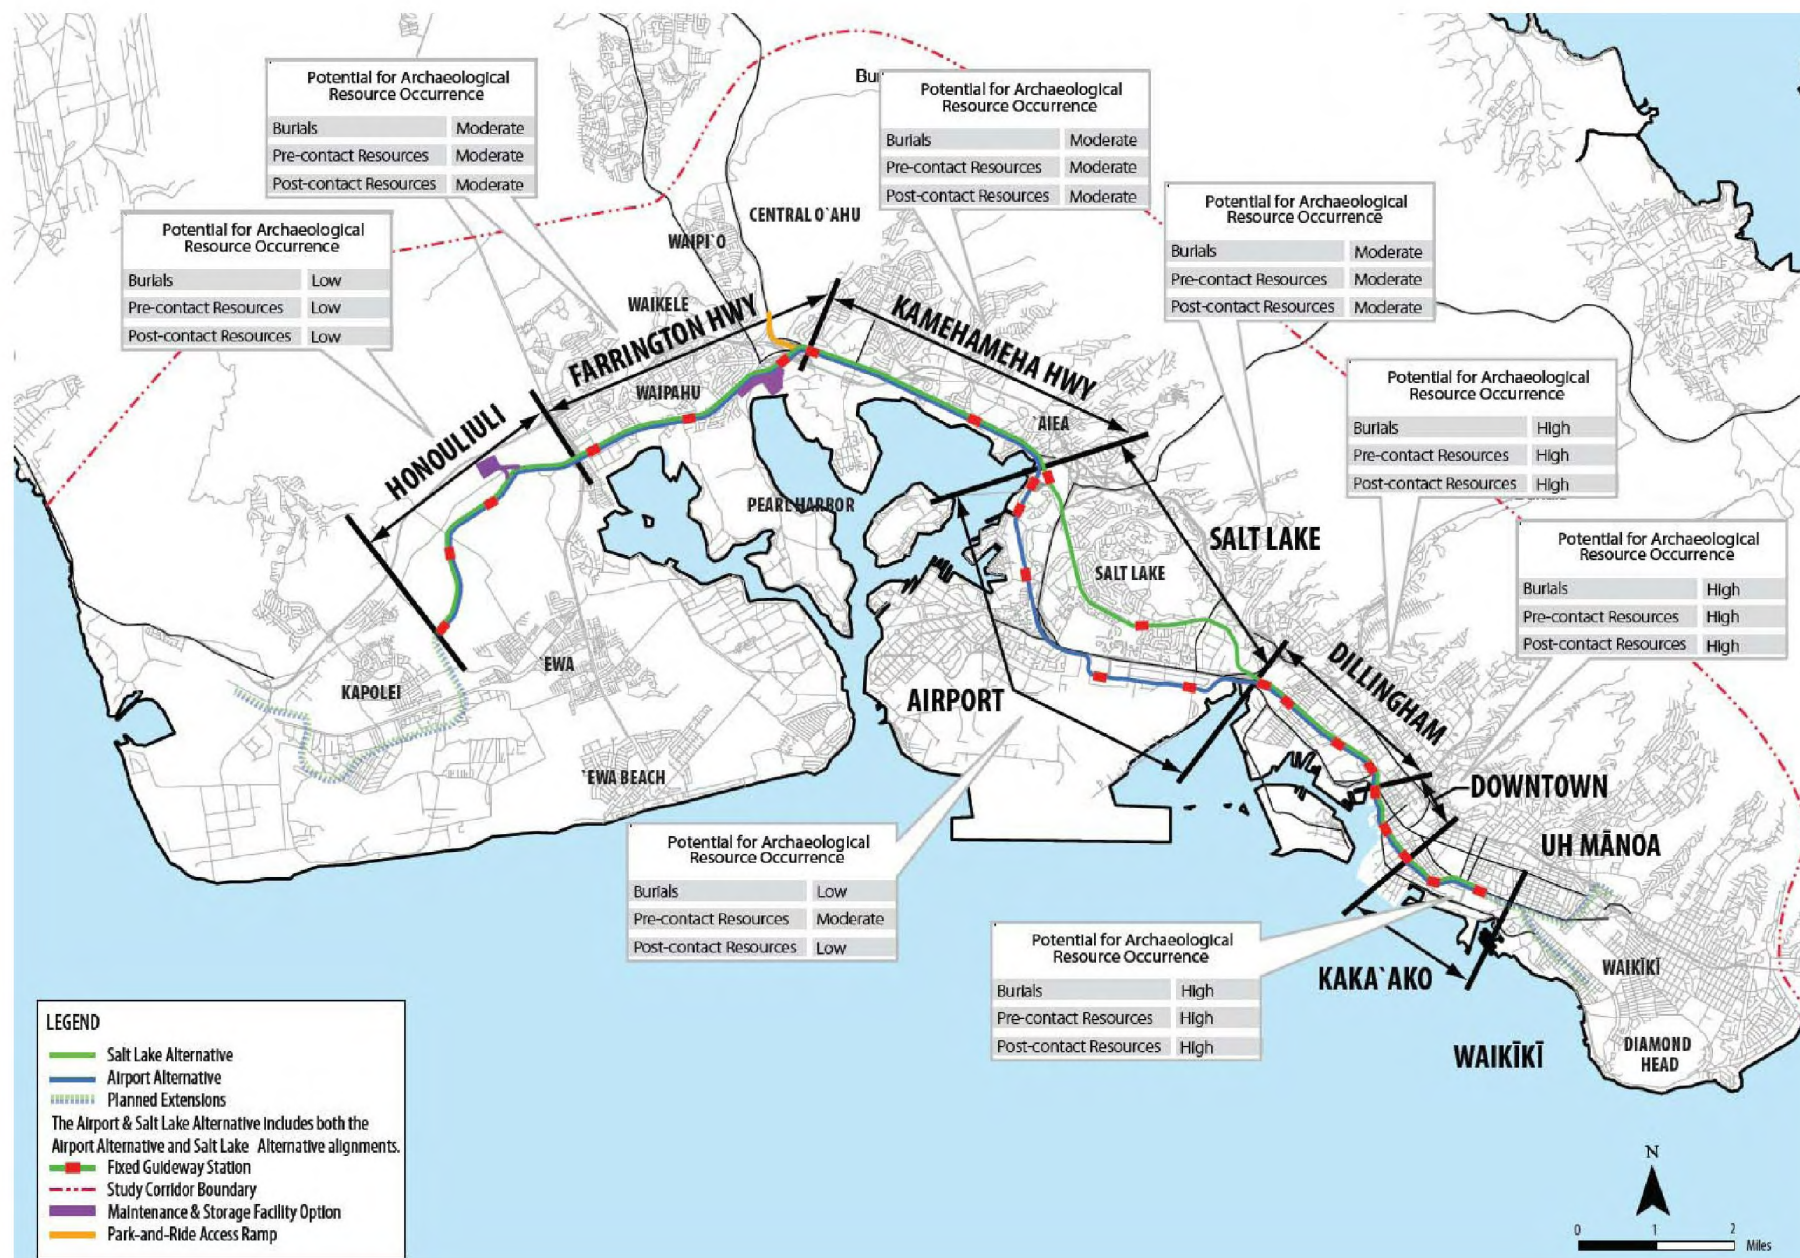 Potential for Archaeological
Resource Occurrence
Burials Moderate
Pre-contact Resources Moderate
Post-contact Resources Moderate
Bu
Potential for Archaeological
Resource Occurrence
Burials Moderate
Pre-contact Resources Moderate
Post-contact Resources Moderate
Potential for Archaeological
Resource Occurrence
Burials Moderate
Pre-contact Resources Moderate
Post-contact Resources Moderate
Potential for Archaeological
Resource Occurrence
Burials Low
Pre-contact Resources Low
Post-contact Resources Low
CENTRAL O`AHU
WAIPI`O
WAIKELE
FARRINGTON HWY
KAMEHAMEHA HWY
WAIPAHU
`AIEA
HONOULIULI
PEARL HARBOR
Potential for Archaeological
Resource Occurrence
Burials High
Pre-contact Resources High
Post-contact Resources High
SALT LAKE
SALT LAKE
Potential for Archaeological
Resource Occurrence
Burials High
Pre-contact Resources High
Post-contact Resources High
`EWA
KAPOLEI
AIRPORT
DILLINGHAM
`EWA BEACH
DOWNTOWN
UH MĀNOA
Potential for Archaeological
Resource Occurrence
Burials Low
Pre-contact Resources Moderate
Post-contact Resources Low
Potential for Archaeological
Resource Occurrence
Burials High
Pre-contact Resources High
Post-contact Resources High
KAKA`AKO
WAIKĪKĪ
WAIKĪKĪ
DIAMOND
HEAD
LEGEND
Salt Lake Alternative
Airport Alternative
Planned Extensions
The Airport & Salt Lake Alternative includes both the
Airport Alternative and Salt Lake Alternative alignments.
Fixed Guideway Station
Study Corridor Boundary
Maintenance & Storage Facility Option
Park-and-Ride Access Ramp
N
0 1 2
Miles